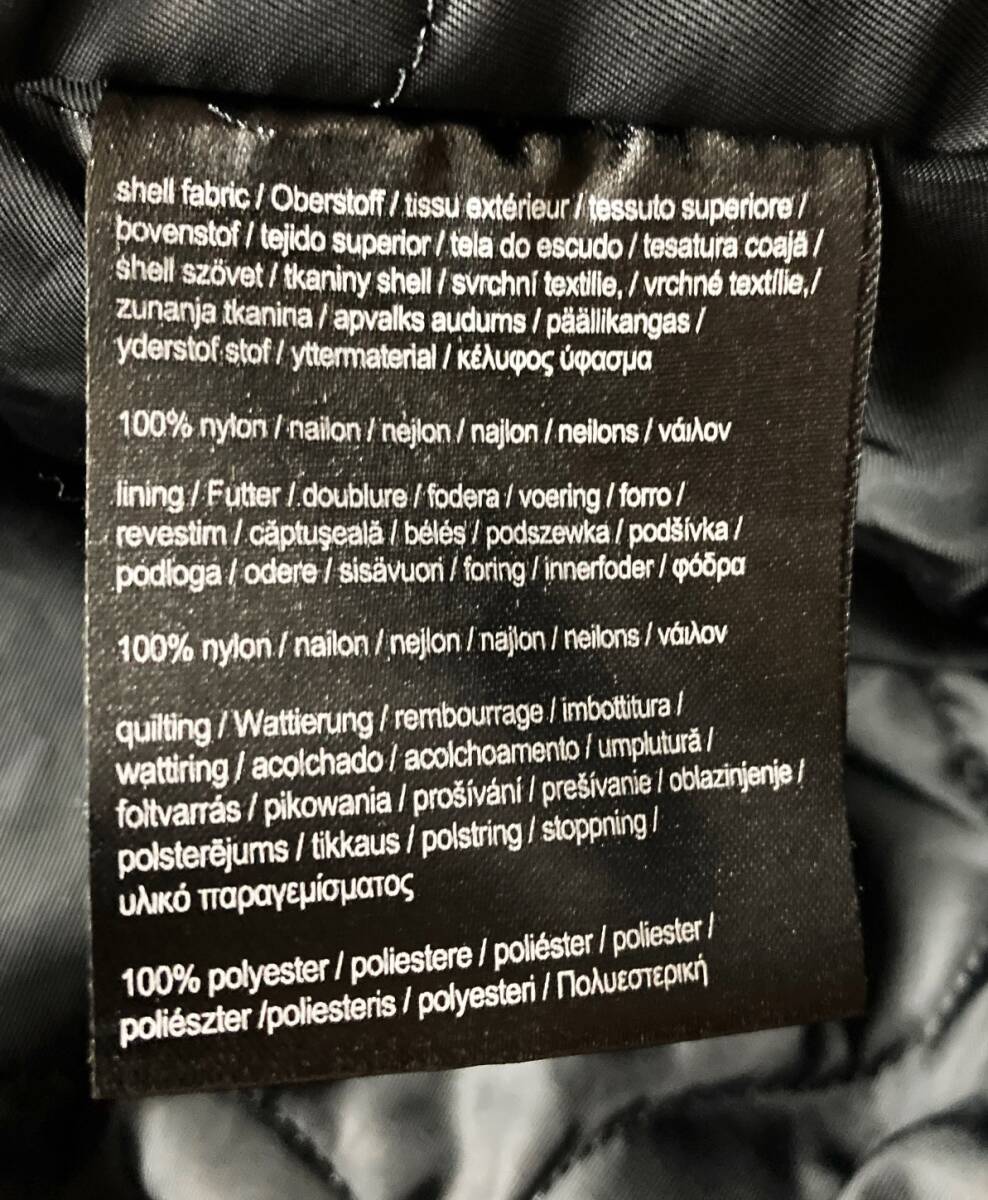 shell fabric / Oberstoff / tissu extérieur / tessuto superiore /
bovenstof / tejido superior / tela do escudo / tesatura coajă /
shell szövet / tkaniny shell / svrchní textilie, / vrchné textílie, /
zunanja tkanina / apvalks audums / päällikangas /
yderstof stof / yttermaterial / κέλυφος ύφασμα
100% nylon / nailon / nejlon / najlon / neilons / νάιλον
lining / Futter / doublure / fodera / voering / forro /
revestim / căptuşeală / bélés / podszewka / podšívka /
podloga / odere / sisävuori / foring / innerfoder / φόδρα
100% nylon / nailon / nejlon / najlon / neilons / νάιλον
quilting / Wattierung / rembourrage / imbottitura /
wattiring / acolchado / acolchoamento / umplutură /
foltvarrás / pikowania / prošívání / prešívanie / oblazinjenje /
polsterējums / tikkaus / polstring / stoppning /
υλικό παραγεμίσματος
100% polyester / poliestere / poliéster / poliester /
poliészter /poliesteris / polyesteri / Πολυεστερική